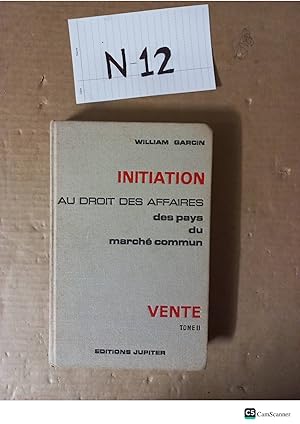 N-12
WILLIAM GARCIN
INITIATION
AU DROIT DES AFFAIRES
des pays
du
marché commun
VENTE
TOME II
EDITIONS JUPITER
CS CamScanner